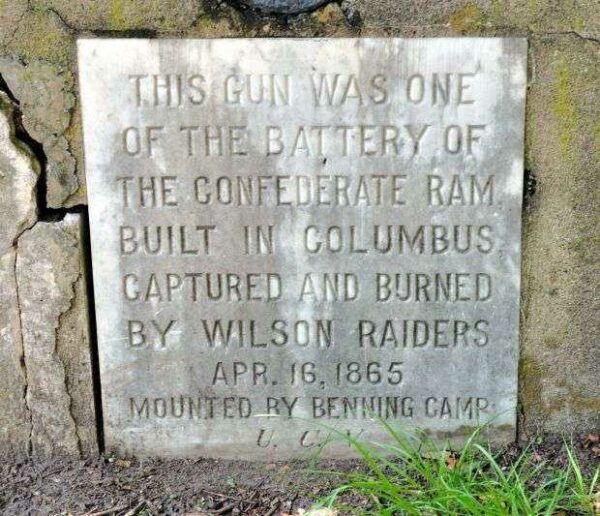 THIS GUN WAS ONE
OF THE BATTERY OF
THE CONFEDERATE RAM
BUILT IN COLUMBUS
CAPTURED AND BURNED
BY WILSON RAIDERS
APR. 16, 1865
MOUNTED BY BENNING CAMP
U. C. V.